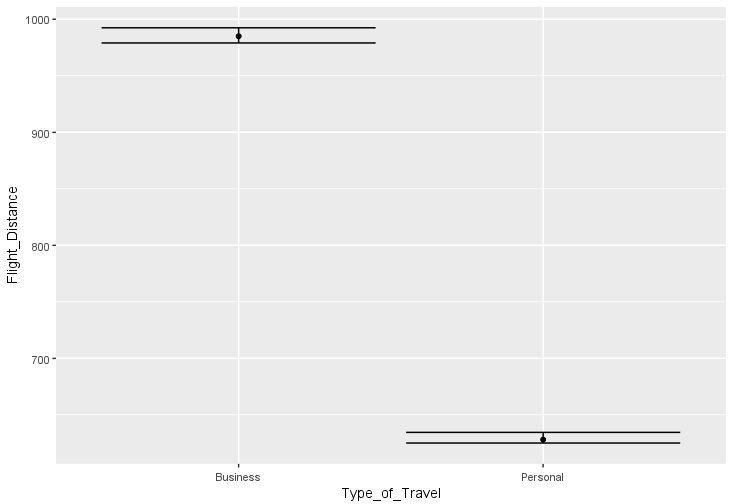 1000
900
800
700
Flight_Distance
Business
Personal
Type_of_Travel